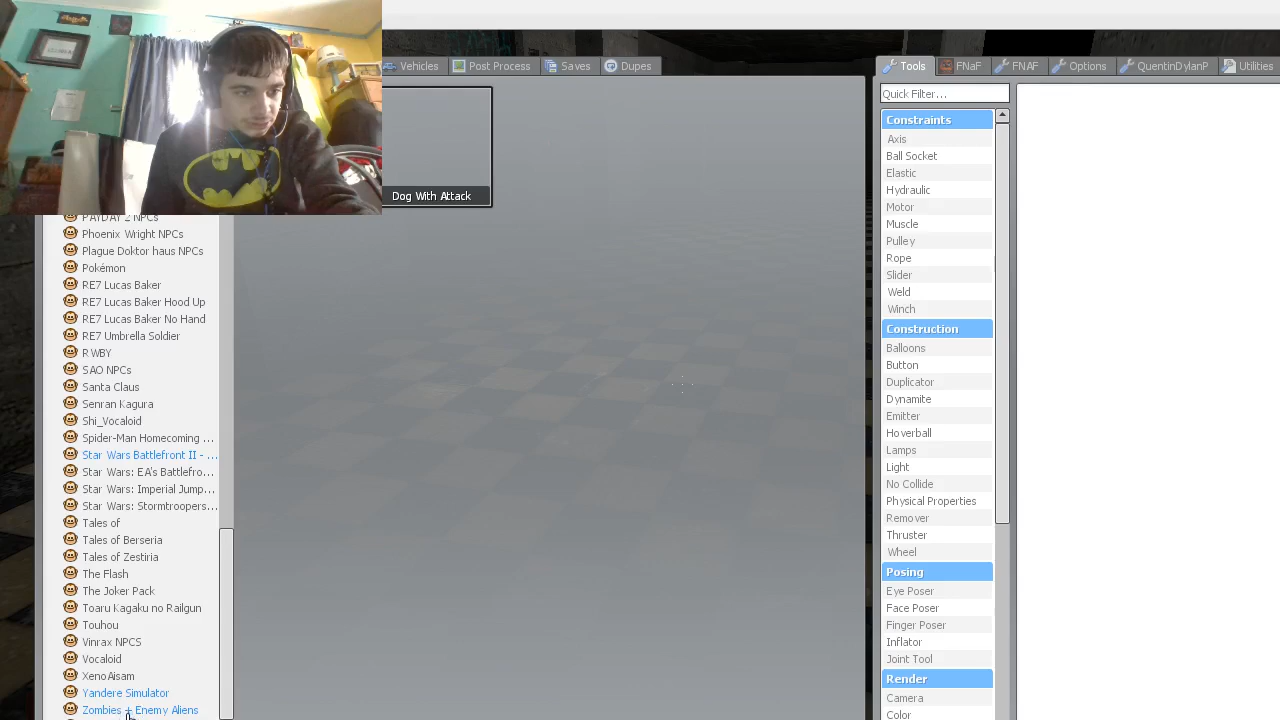 Vehicles
Post Process
Saves
Dupes
Tools
FNaF
FNAF
Options
QuentinDylanP
Utilities
Quick Filter...
Dog With Attack
PAYDAY 2 NPCs
Phoenix Wright NPCs
Plague Doktor haus NPCs
Pokémon
RE7 Lucas Baker
RE7 Lucas Baker Hood Up
RE7 Lucas Baker No Hand
RE7 Umbrella Soldier
RWBY
SAO NPCs
Santa Claus
Senran Kagura
Shi_Vocaloid
Spider-Man Homecoming ...
Star Wars Battlefront II - ...
Star Wars: EA's Battlefro...
Star Wars: Imperial Jump...
Star Wars: Stormtroopers...
Tales of
Tales of Berseria
Tales of Zestiria
The Flash
The Joker Pack
Toaru Kagaku no Railgun
Touhou
Vinrax NPCS
Vocaloid
XenoAisam
Yandere Simulator
Zombies + Enemy Aliens
Constraints
Axis
Ball Socket
Elastic
Hydraulic
Motor
Muscle
Pulley
Rope
Slider
Weld
Winch
Construction
Balloons
Button
Duplicator
Dynamite
Emitter
Hoverball
Lamps
Light
No Collide
Physical Properties
Remover
Thruster
Wheel
Posing
Eye Poser
Face Poser
Finger Poser
Inflator
Joint Tool
Render
Camera
Color